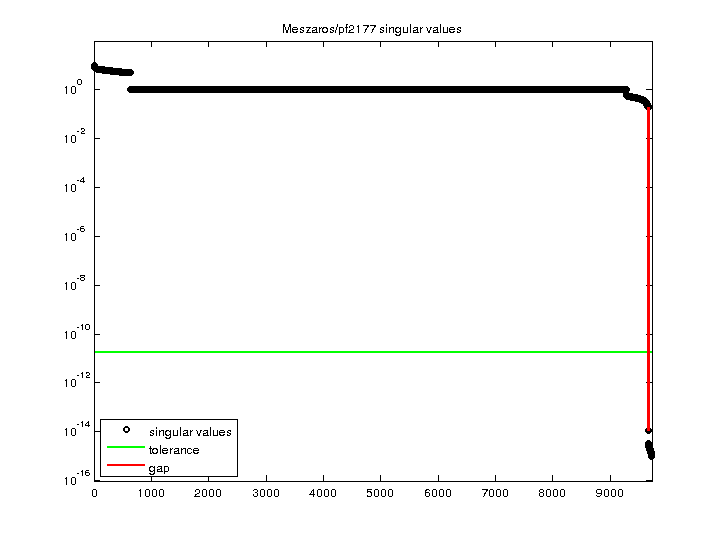 Meszaros/pf2177 singular values
10^0
10^-2
10^-4
10^-6
10^-8
10^-10
10^-12
10^-14
10^-16
singular values
tolerance
gap
0 1000 2000 3000 4000 5000 6000 7000 8000 9000